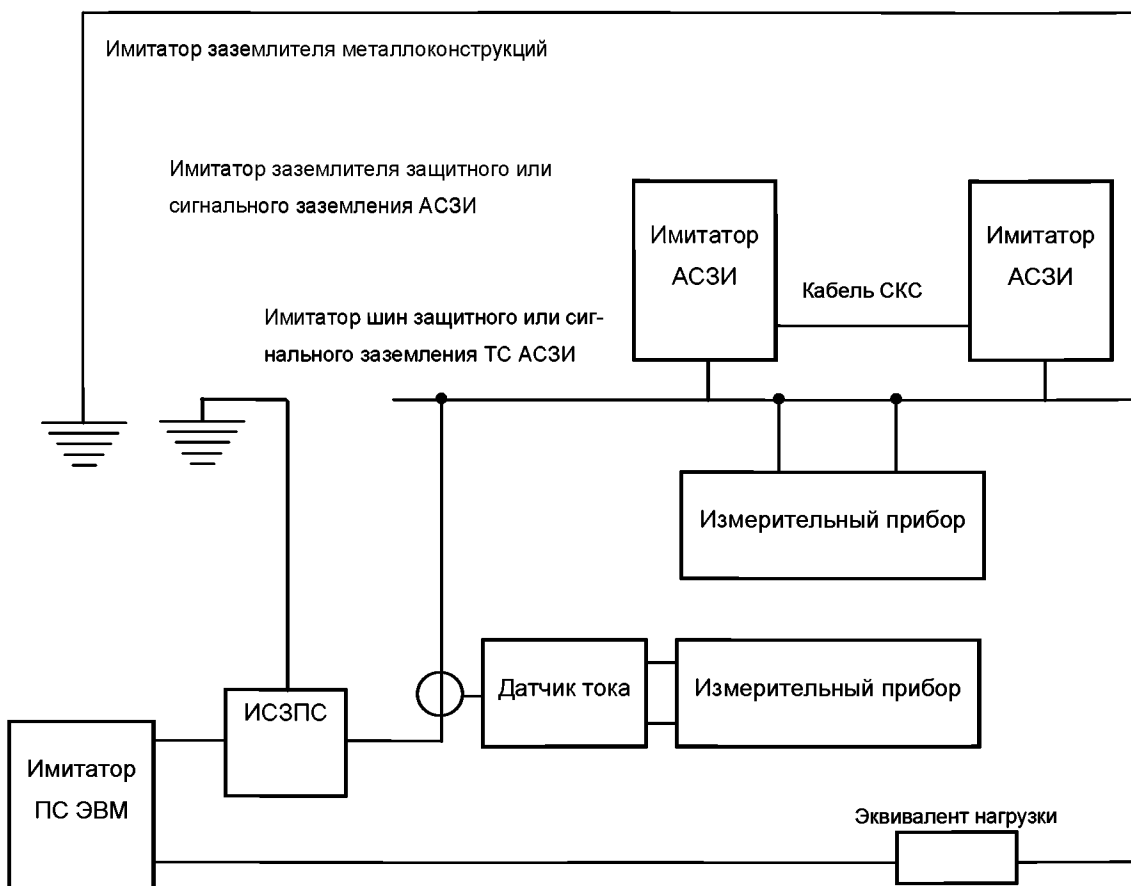 Имитатор заземлителя металлоконструкций
Имитатор заземлителя защитного или
сигнального заземления АСЗИ
Имитатор
АСЗИ
Имитатор
АСЗИ
Кабель СКС
Имитатор шин защитного или сиг-
нального заземления ТС АСЗИ
Измерительный прибор
Датчик тока
Измерительный прибор
ИСЗПС
Имитатор
ПС ЭВМ
Эквивалент нагрузки